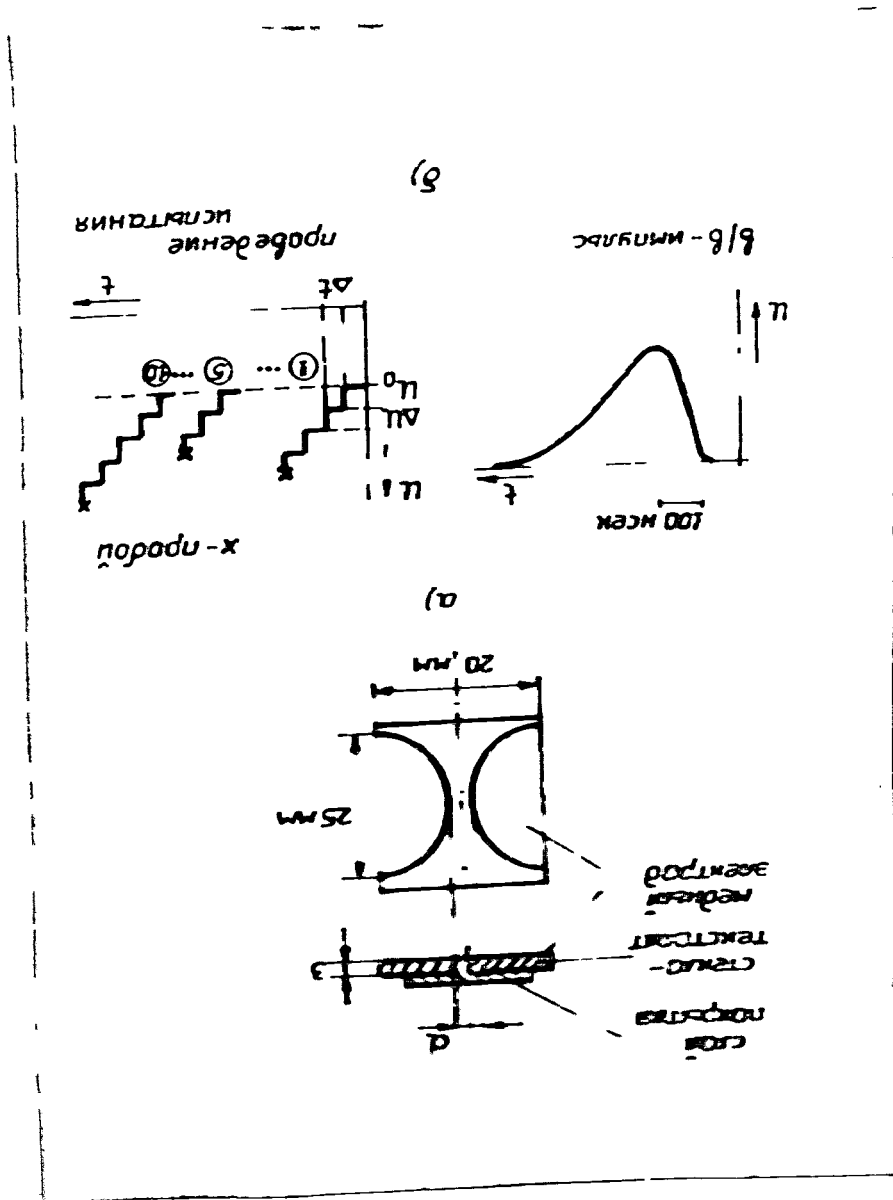 слой
покрытия
стекло-
текстолит
медный
электрод
d
3
25 мм
20, мм
а)
100 нсек
t
U
в/в - импульс
х - пробой
U
ΔU
U₀
1 ... 5 ... 10
Δt
t
проведение
испытания
б)